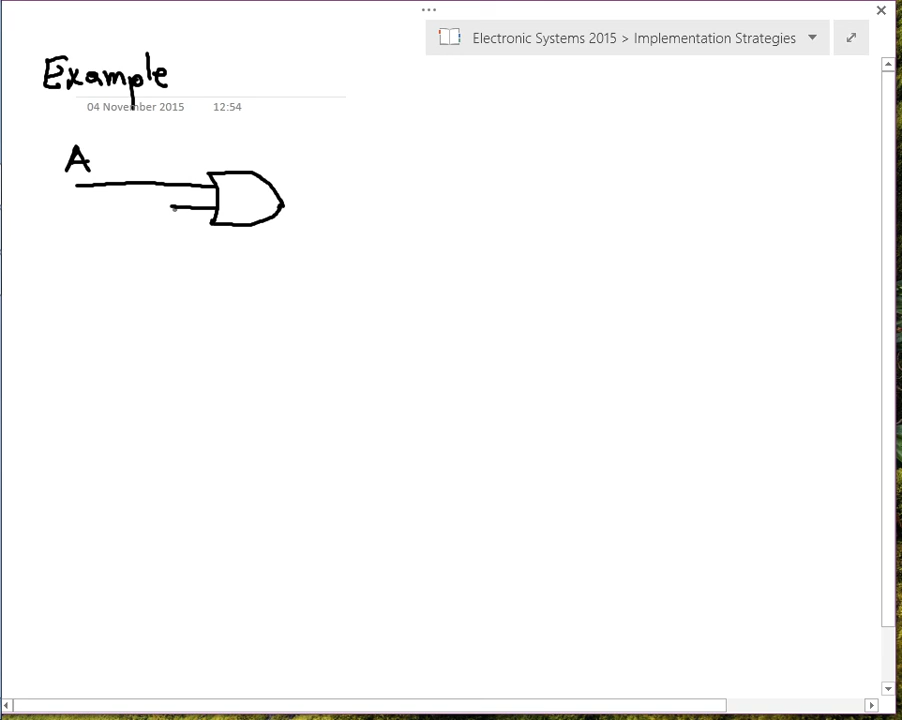 Electronic Systems 2015 > Implementation Strategies
Example
04 November 2015 12:54
A